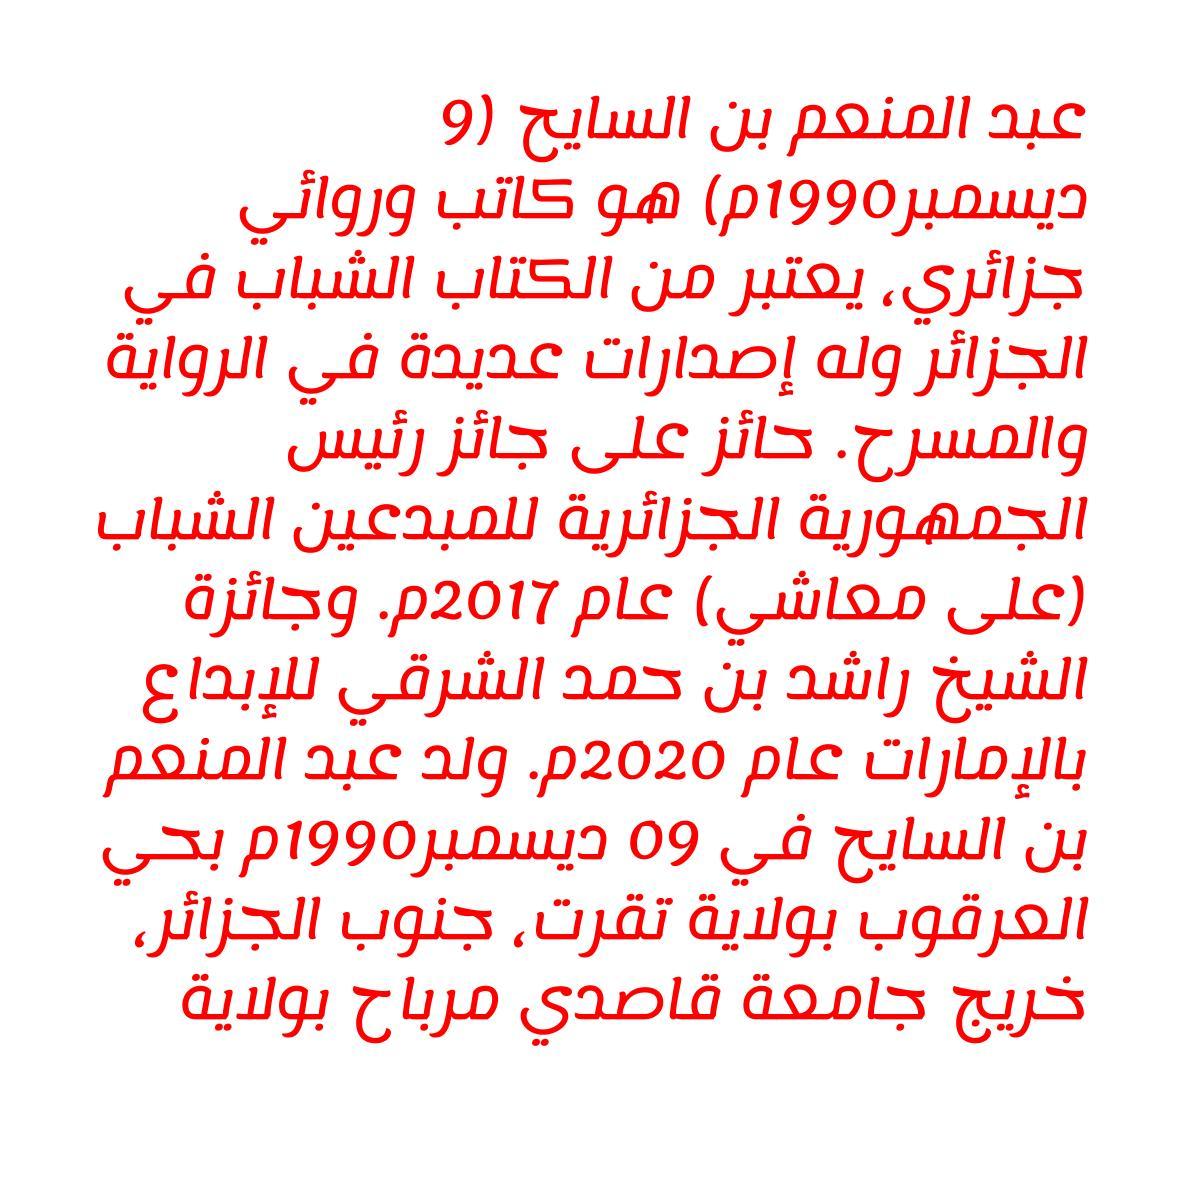 عبد المنعم بن السايح (9
ديسمبر1990م) هو كاتب وروائي
جزائري، يعتبر من الكتاب الشباب في
الجزائر وله إصدارات عديدة في الرواية
والمسرح. حائز على جائز رئيس
الجمهورية الجزائرية للمبدعين الشباب
(على معاشي) عام 2017م. وجائزة
الشيخ راشد بن حمد الشرقي للإبداع
بالإمارات عام 2020م. ولد عبد المنعم
بن السايح في 09 ديسمبر1990م بحي
العرقوب بولاية تقرت، جنوب الجزائر،
خريج جامعة قاصدي مرباح بولاية